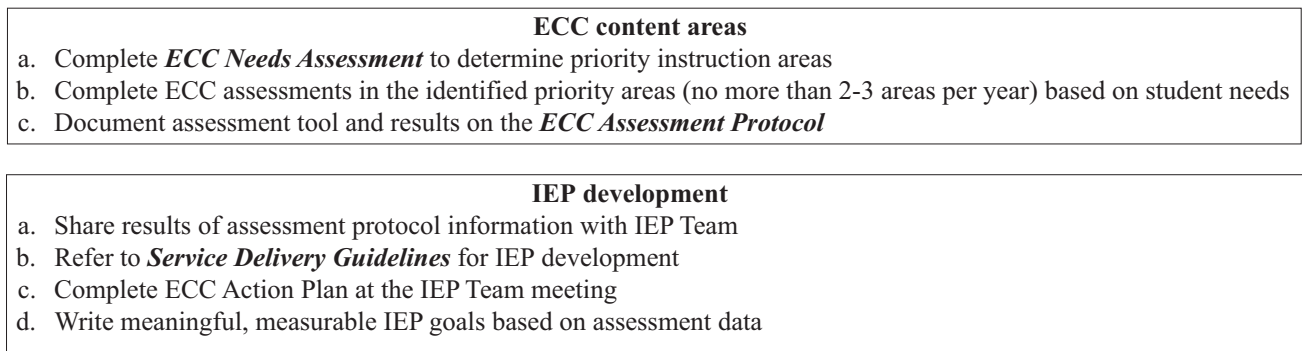 ECC content areas
a. Complete ECC Needs Assessment to determine priority instruction areas
b. Complete ECC assessments in the identified priority areas (no more than 2-3 areas per year) based on student needs
c. Document assessment tool and results on the ECC Assessment Protocol
IEP development
a. Share results of assessment protocol information with IEP Team
b. Refer to Service Delivery Guidelines for IEP development
c. Complete ECC Action Plan at the IEP Team meeting
d. Write meaningful, measurable IEP goals based on assessment data